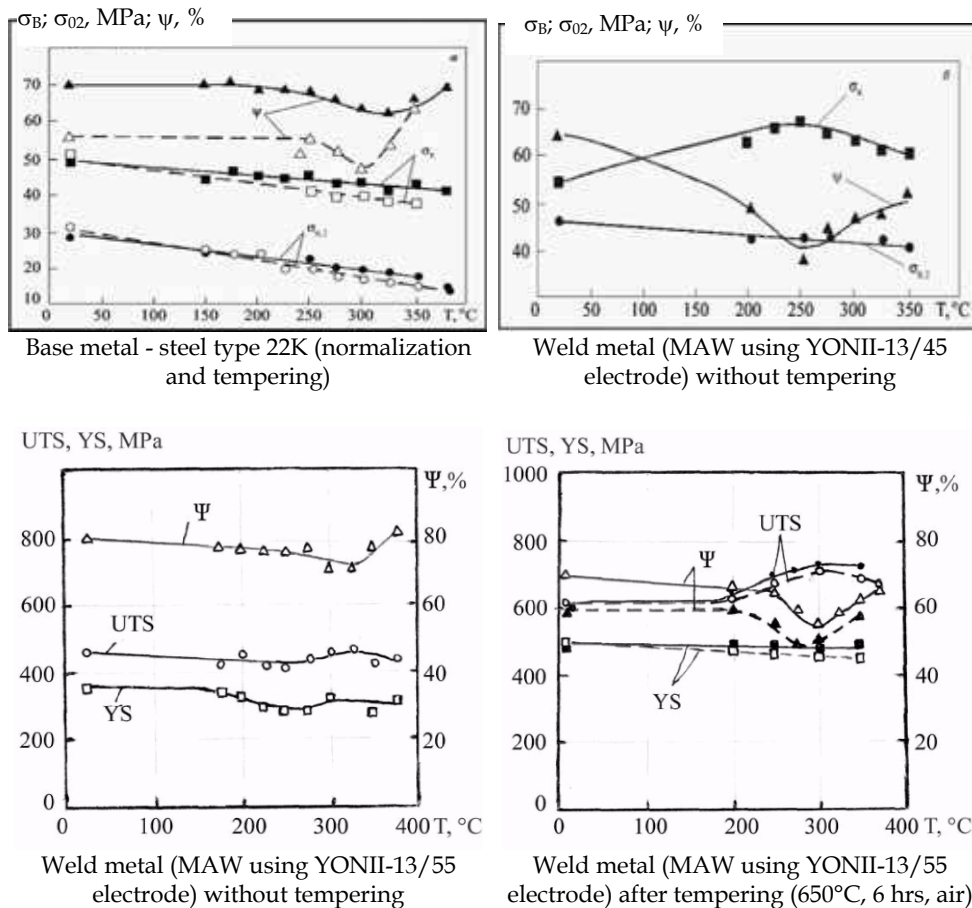 σB; σ02, MPa; ψ, %
a
70
60
50
40
30
20
10
ψ
σв
σ0,2
0 50 100 150 200 250 300 350 T, °C
Base metal - steel type 22K (normalization
and tempering)
σB; σ02, MPa; ψ, %
б
70
60
50
40
σв
ψ
σ0,2
0 50 100 150 200 250 300 350 T, °C
Weld metal (MAW using YONII-13/45
electrode) without tempering
UTS, YS, MPa
Ψ,%
800
600
400
200
0
80
60
40
20
Ψ
UTS
YS
0 100 200 300 400 T, °C
Weld metal (MAW using YONII-13/55
electrode) without tempering
UTS, YS, MPa
Ψ,%
1000
800
600
400
200
0
80
60
40
20
UTS
Ψ
YS
0 100 200 300 400 T, °C
Weld metal (MAW using YONII-13/55
electrode) after tempering (650°C, 6 hrs, air)